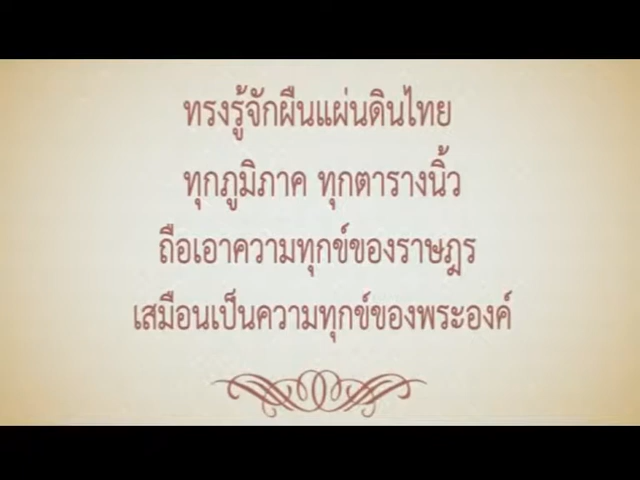 ทรงรู้จักผืนแผ่นดินไทย
ทุกภูมิภาค ทุกตารางนิ้ว
ถือเอาความทุกข์ของราษฎร
เสมือนเป็นความทุกข์ของพระองค์